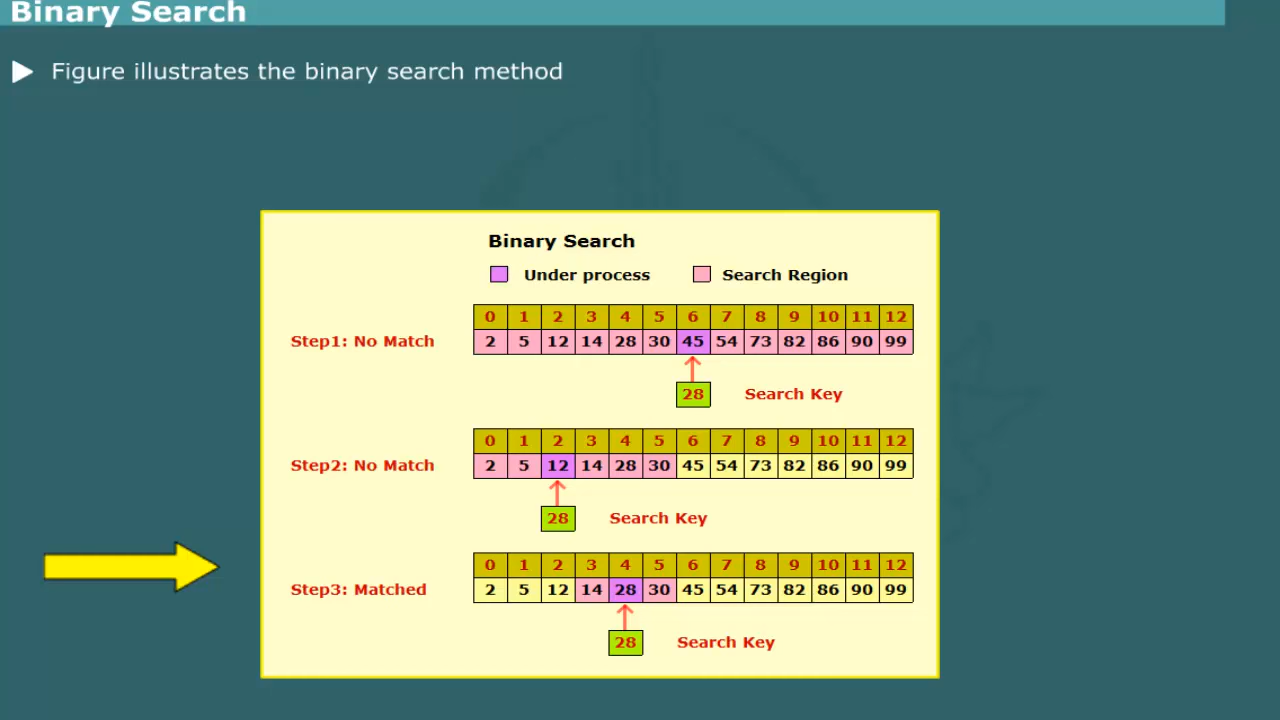 Binary Search
Figure illustrates the binary search method
Binary Search
Under process Search Region
0 1 2 3 4 5 6 7 8 9 10 11 12
Step1: No Match 2 5 12 14 28 30 45 54 73 82 86 90 99
28 Search Key
0 1 2 3 4 5 6 7 8 9 10 11 12
Step2: No Match 2 5 12 14 28 30 45 54 73 82 86 90 99
28 Search Key
0 1 2 3 4 5 6 7 8 9 10 11 12
Step3: Matched 2 5 12 14 28 30 45 54 73 82 86 90 99
28 Search Key